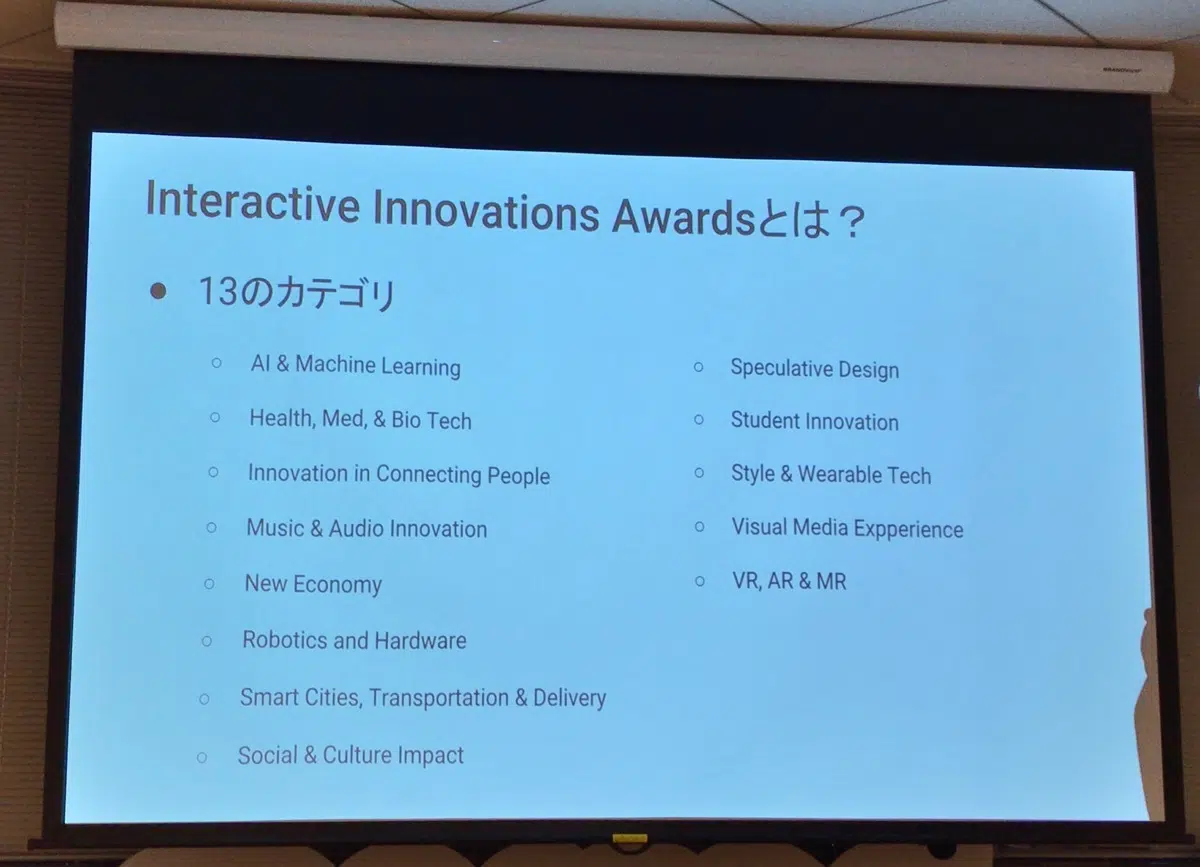 Interactive Innovations Awardsとは？
● 13のカテゴリ
○ AI & Machine Learning
○ Health, Med, & Bio Tech
○ Innovation in Connecting People
○ Music & Audio Innovation
○ New Economy
○ Robotics and Hardware
○ Smart Cities, Transportation & Delivery
○ Social & Culture Impact
○ Speculative Design
○ Student Innovation
○ Style & Wearable Tech
○ Visual Media Expperience
○ VR, AR & MR